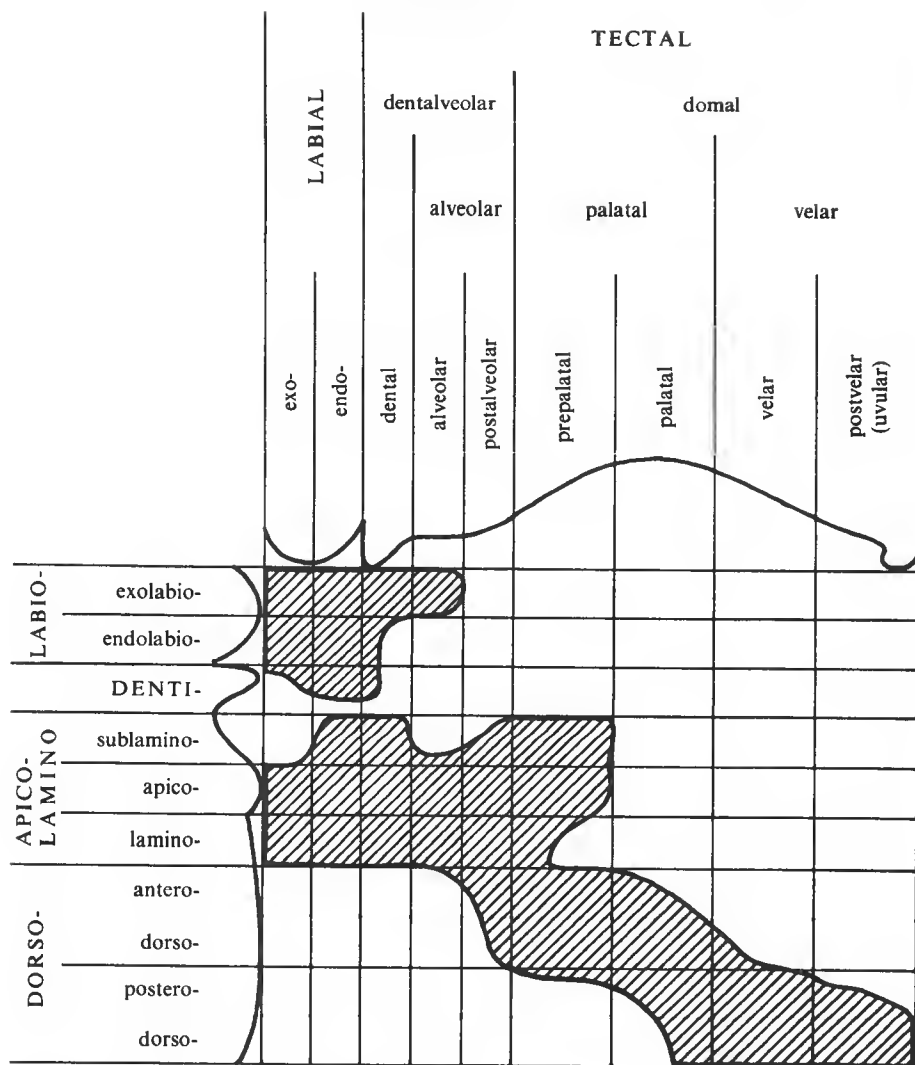 TECTAL
LABIAL
dentalveolar
domal
alveolar
palatal
velar
exo-
endo-
dental
alveolar
postalveolar
prepalatal
palatal
velar
postvelar
(uvular)
LABIO-
exolabio-
endolabio-
DENTI-
APICO-
LAMINO
sublamino-
apico-
lamino-
DORSO-
antero-
dorso-
postero-
dorso-